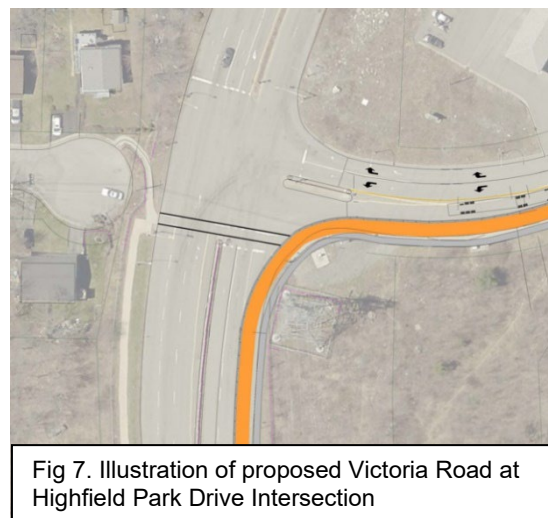 Fig 7. Illustration of proposed Victoria Road at
Highfield Park Drive Intersection